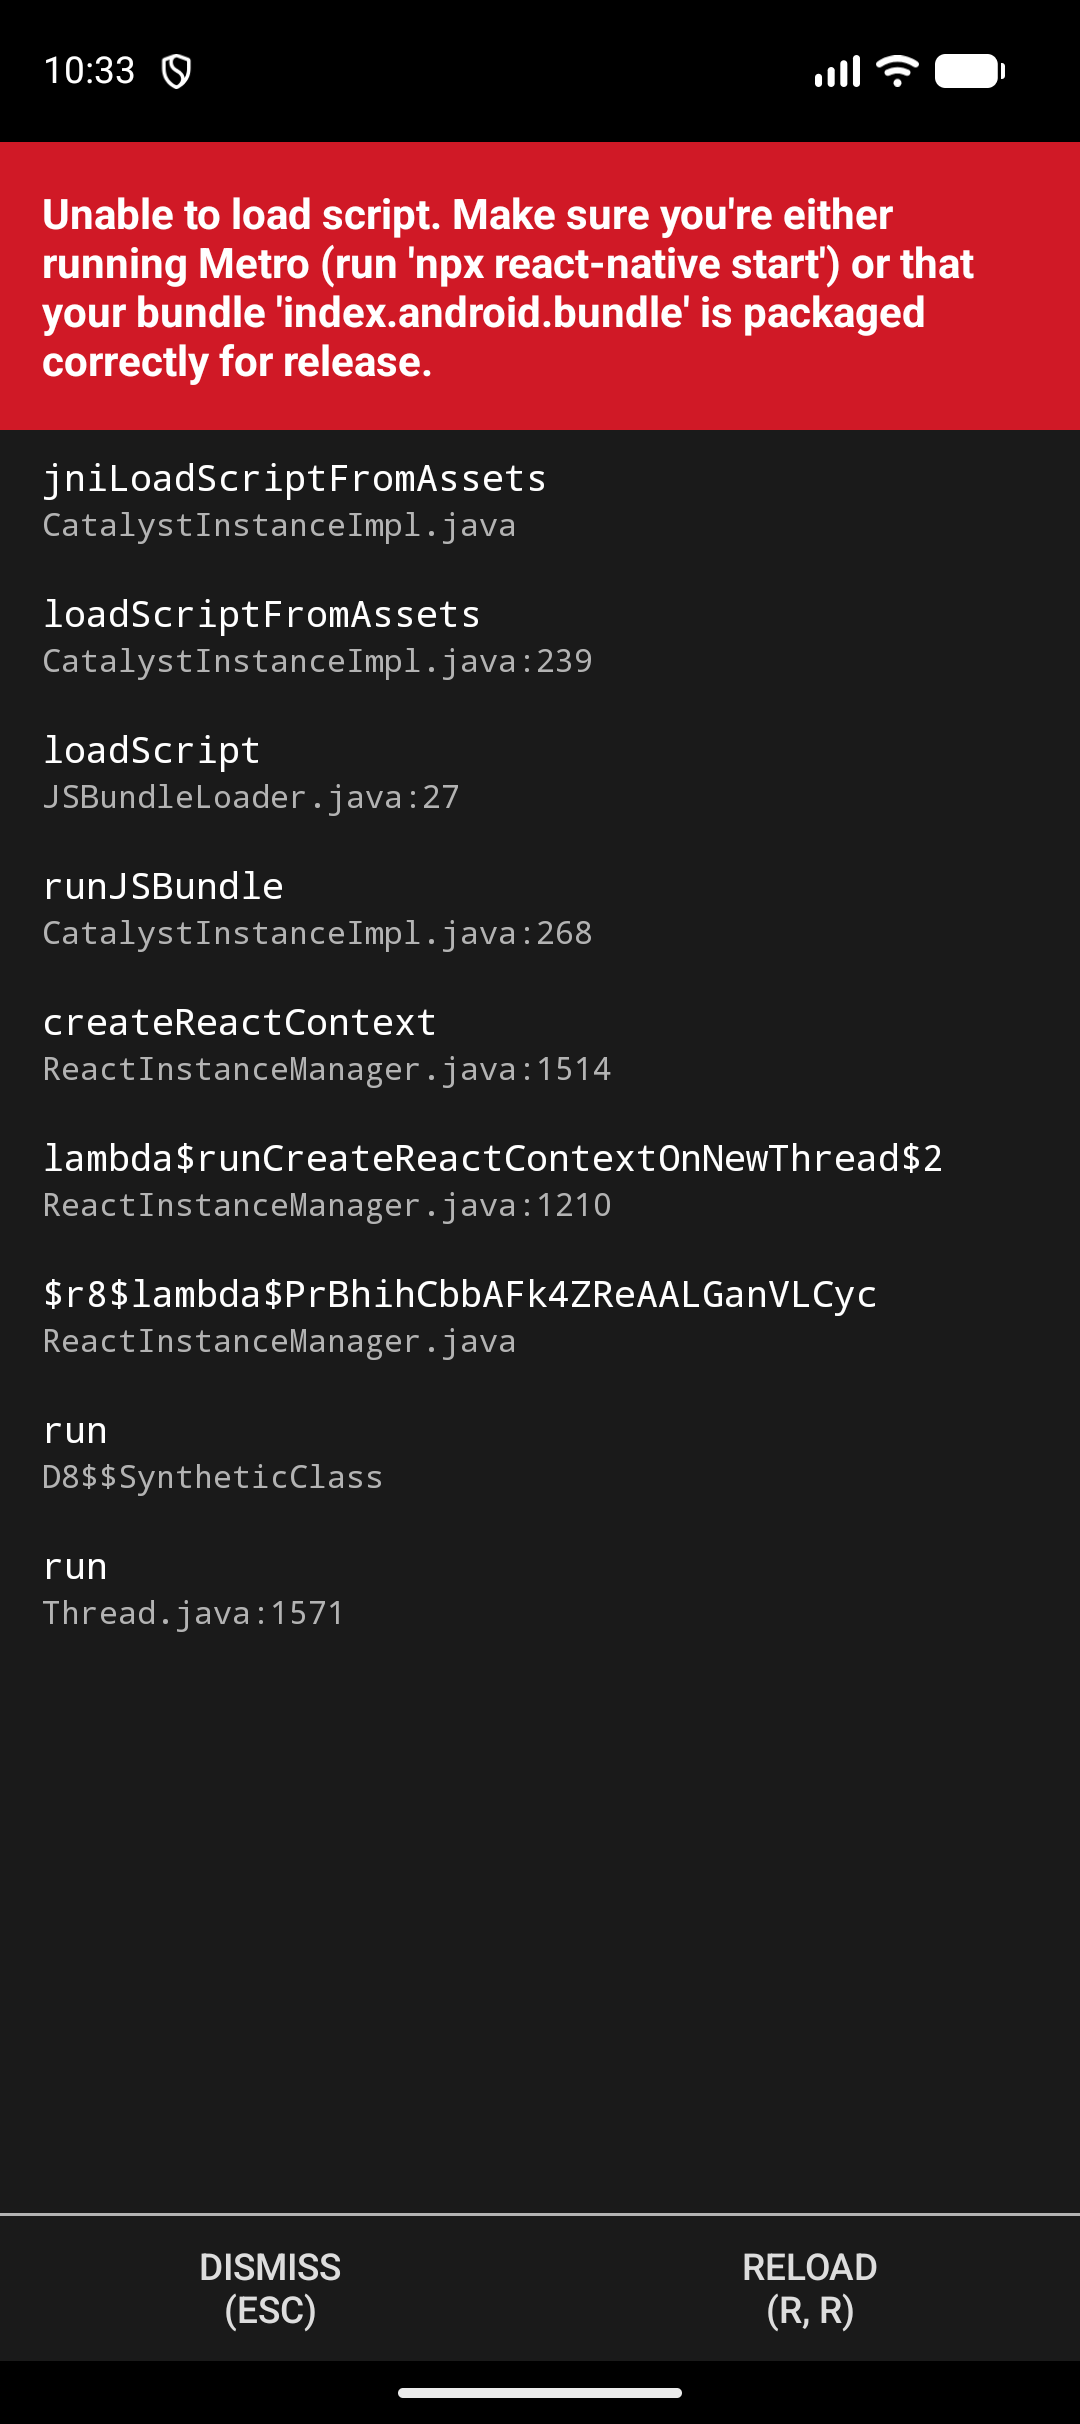 10:33
Unable to load script. Make sure you're either
running Metro (run 'npx react-native start') or that
your bundle 'index.android.bundle' is packaged
correctly for release.
jniLoadScriptFromAssets
CatalystInstanceImpl.java
loadScriptFromAssets
CatalystInstanceImpl.java:239
loadScript
JSBundleLoader.java:27
runJSBundle
CatalystInstanceImpl.java:268
createReactContext
ReactInstanceManager.java:1514
lambda$runCreateReactContextOnNewThread$2
ReactInstanceManager.java:1210
$r8$lambda$PrBhihCbbAFk4ZReAALGanVLCyc
ReactInstanceManager.java
run
D8$$SyntheticClass
run
Thread.java:1571
DISMISS
(ESC)
RELOAD
(R, R)